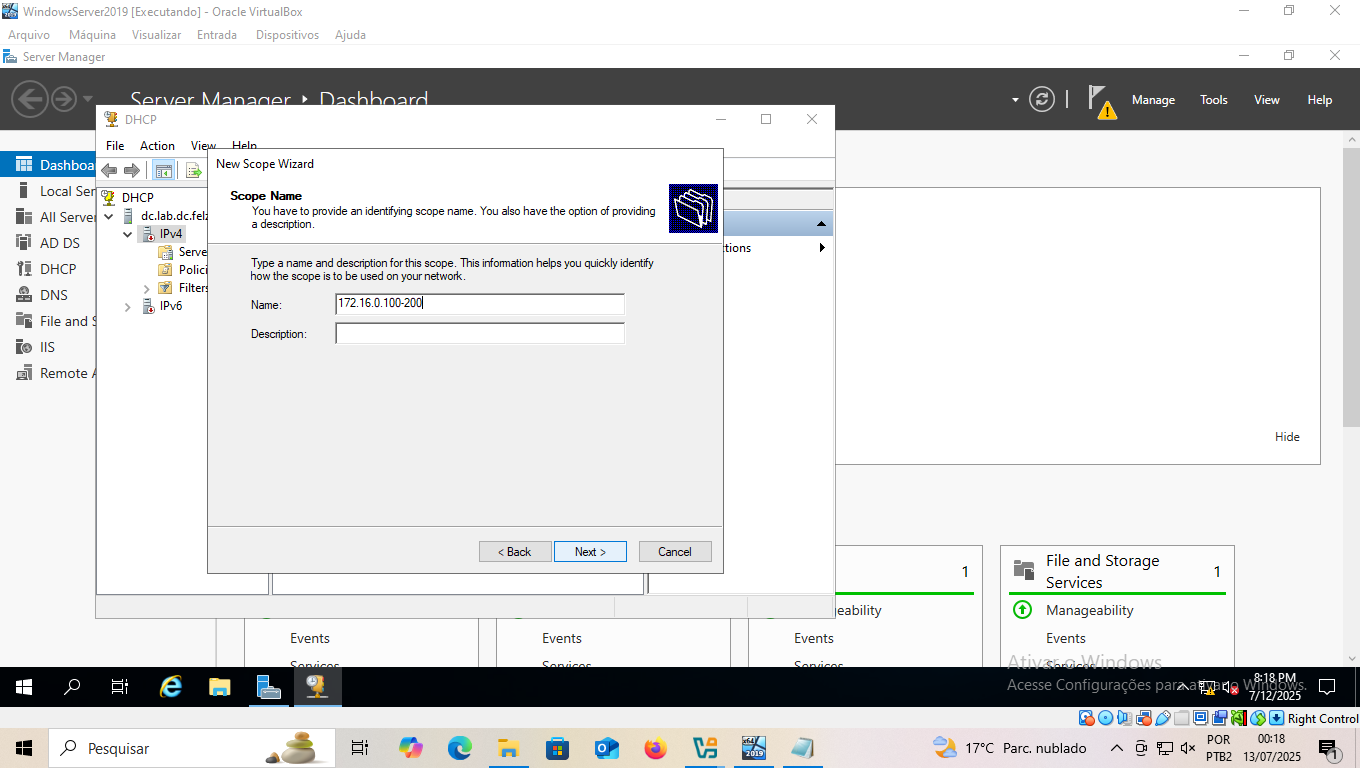 WindowsServer2019 [Executando] - Oracle VirtualBox
Arquivo Máquina Visualizar Entrada Dispositivos Ajuda
Server Manager
Server Manager Dashboard
Manage Tools View Help
DHCP
File Action View Help
New Scope Wizard
Scope Name
You have to provide an identifying scope name. You also have the option of providing
a description.
Type a name and description for this scope. This information helps you quickly identify
how the scope is to be used on your network.
Name: 172.16.0.100-200
Description:
< Back Next > Cancel
DHCP
dc.lab.dc.felz
IPv4
Serve
Polici
Filters
IPv6
ctions
Dashboa
Local Ser
All Server
AD DS
DHCP
DNS
File and S
IIS
Remote A
Hide
1
eability
File and Storage
Services 1
Manageability
Events
Services
Events
Services
Events
Services
Events
Services
Ativar o Windows
Acesse Configurações para ativar o Windows.
8:18 PM
7/12/2025
Right Control
Pesquisar
17°C Parc. nublado
POR
PTB2
00:18
13/07/2025
1